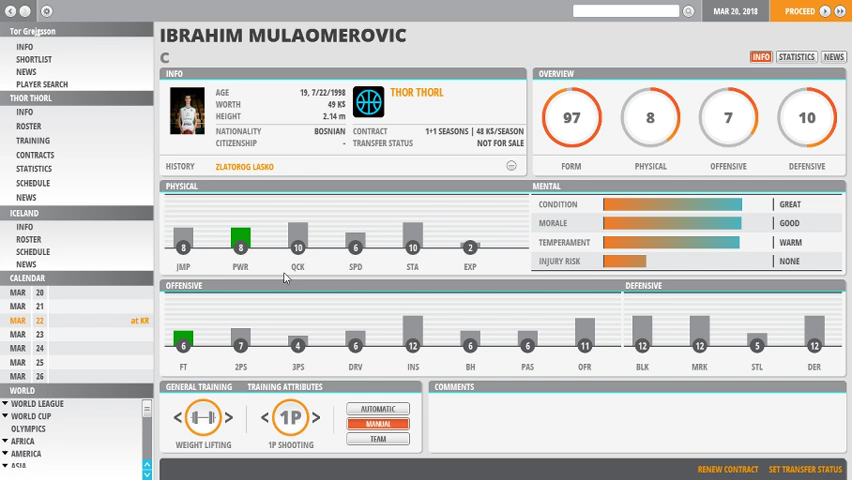 MAR 20, 2018
PROCEED
Tor Grejgsson
INFO
SHORTLIST
NEWS
PLAYER SEARCH
THOR THORL
INFO
ROSTER
TRAINING
CONTRACTS
STATISTICS
SCHEDULE
NEWS
ICELAND
INFO
ROSTER
SCHEDULE
NEWS
CALENDAR
MAR 20
MAR 21
MAR 22 at KR
MAR 23
MAR 24
MAR 25
MAR 26
WORLD
WORLD LEAGUE
WORLD CUP
OLYMPICS
AFRICA
AMERICA
ASIA
IBRAHIM MULAOMEROVIC
C
INFO STATISTICS NEWS
INFO
AGE 19, 7/22/1998
WORTH 49 K$
HEIGHT 2.14 m
NATIONALITY BOSNIAN
CITIZENSHIP -
THOR THORL
CONTRACT 1+1 SEASONS | 48 K$/SEASON
TRANSFER STATUS NOT FOR SALE
HISTORY ZLATOROG LASKO
OVERVIEW
97 8 7 10
FORM PHYSICAL OFFENSIVE DEFENSIVE
PHYSICAL
8 8 10 6 10 2
JMP PWR QCK SPD STA EXP
MENTAL
CONDITION GREAT
MORALE GOOD
TEMPERAMENT WARM
INJURY RISK NONE
OFFENSIVE DEFENSIVE
6 7 4 6 12 6 6 11 12 12 5 12
FT 2PS 3PS DRV INS BH PAS OFR BLK MRK STL DER
GENERAL TRAINING TRAINING ATTRIBUTES
< > < 1P >
WEIGHT LIFTING 1P SHOOTING
AUTOMATIC
MANUAL
TEAM
COMMENTS
RENEW CONTRACT SET TRANSFER STATUS